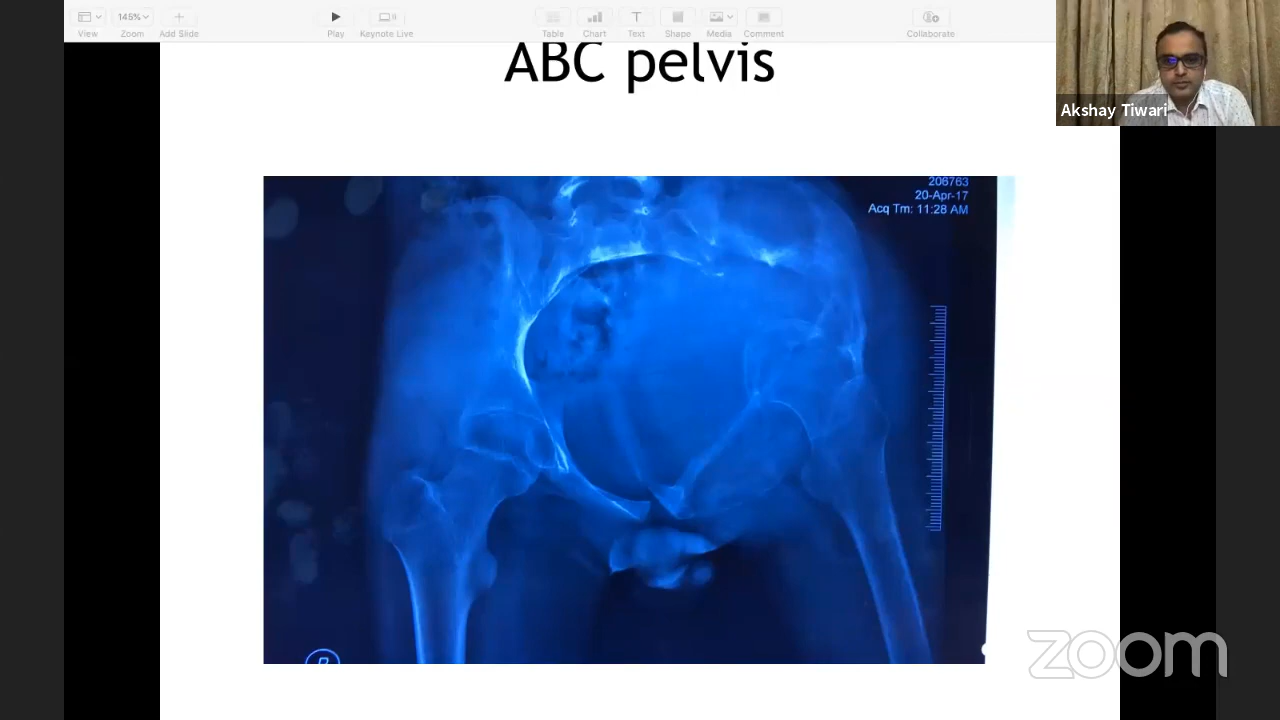 145%
View
Zoom
Add Slide
Play
Keynote Live
Table
Chart
Text
Shape
Media
Comment
Collaborate
ABC pelvis
Akshay Tiwari
206763
20-Apr-17
Acq Tm: 11:28 AM
zoom